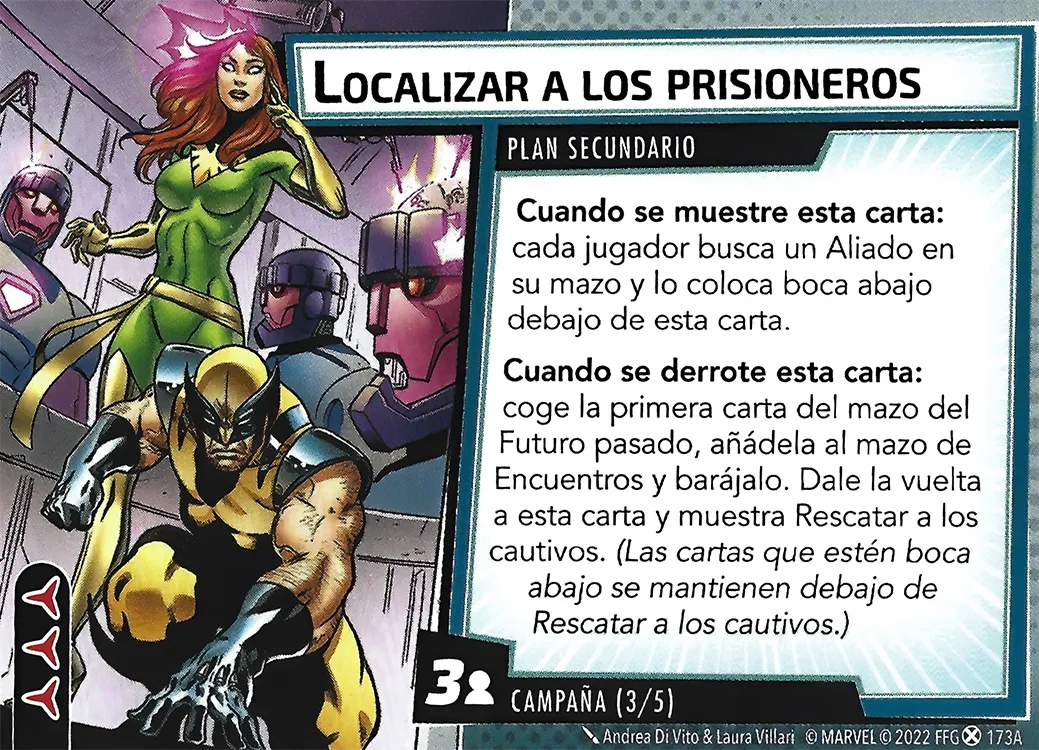 LOCALIZAR A LOS PRISIONEROS
PLAN SECUNDARIO
Cuando se muestre esta carta:
cada jugador busca un Aliado en
su mazo y lo coloca boca abajo
debajo de esta carta.
Cuando se derrote esta carta:
coge la primera carta del mazo del
Futuro pasado, añádela al mazo de
Encuentros y barájalo. Dale la vuelta
a esta carta y muestra Rescatar a los
cautivos. (Las cartas que estén boca
abajo se mantienen debajo de
Rescatar a los cautivos.)
3
CAMPAÑA (3/5)
Andrea Di Vito & Laura Villari © MARVEL © 2022 FFG 173A